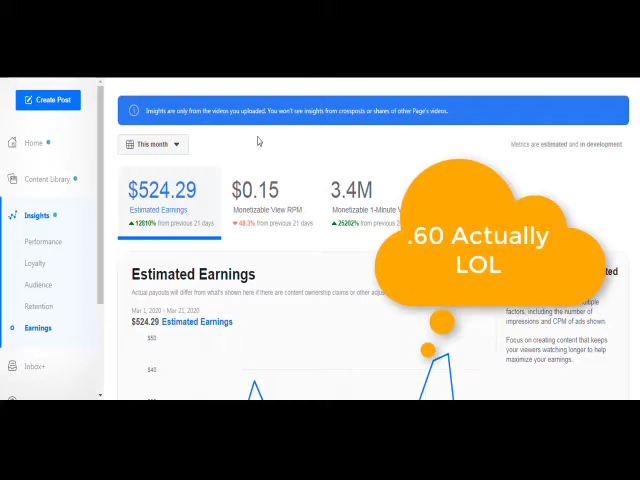 Create Post
Insights are only from the videos you uploaded. You won't see insights from crossposts or shares of other Page's videos.
Home
This month
Metrics are estimated and in development.
Content Library
$524.29
$0.15
3.4M
Estimated Earnings
Monetizable View RPM
Monetizable 1-Minute
12810% from previous 21 days
48.3% from previous 21 days
25202% from previous
.60 Actually
LOL
Insights
Performance
Loyalty
Audience
Retention
Earnings
Inbox+
Estimated Earnings
Actual payouts will differ from what's shown here if there are content ownership claims or other
Mar 1, 2020 - Mar 21, 2020
$524.29 Estimated Earnings
$50
$40
multiple
factors, including the number of
impressions and CPM of ads shown.
Focus on creating content that keeps
your viewers watching longer to help
maximize your earnings.